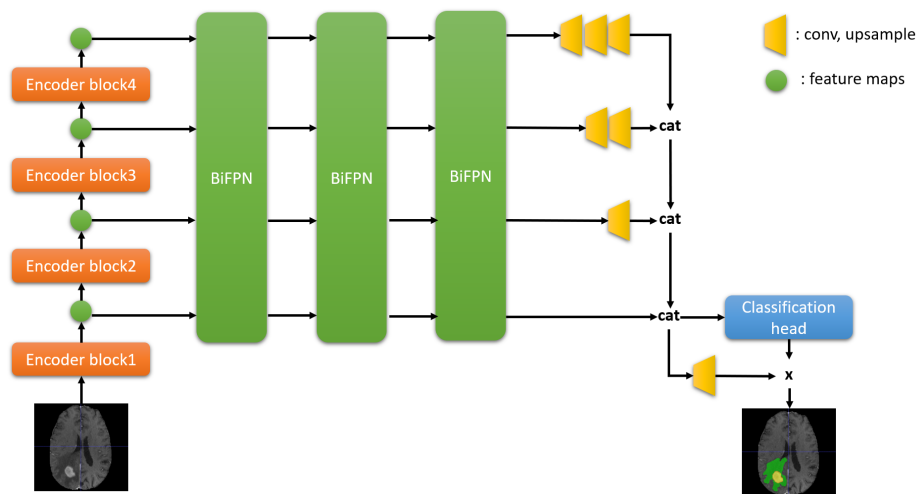 : conv, upsample
: feature maps
Encoder block4
Encoder block3
Encoder block2
Encoder block1
BiFPN
BiFPN
BiFPN
cat
cat
cat
Classification
head
x